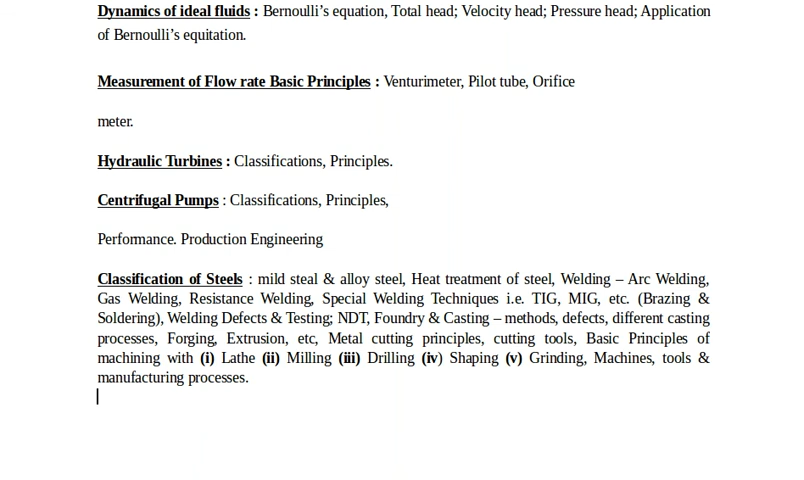 Dynamics of ideal fluids : Bernoulli's equation, Total head; Velocity head; Pressure head; Application
of Bernoulli's equitation.
Measurement of Flow rate Basic Principles : Venturimeter, Pilot tube, Orifice
meter.
Hydraulic Turbines : Classifications, Principles.
Centrifugal Pumps : Classifications, Principles,
Performance. Production Engineering
Classification of Steels : mild steal & alloy steel, Heat treatment of steel, Welding – Arc Welding,
Gas Welding, Resistance Welding, Special Welding Techniques i.e. TIG, MIG, etc. (Brazing &
Soldering), Welding Defects & Testing; NDT, Foundry & Casting – methods, defects, different casting
processes, Forging, Extrusion, etc, Metal cutting principles, cutting tools, Basic Principles of
machining with (i) Lathe (ii) Milling (iii) Drilling (iv) Shaping (v) Grinding, Machines, tools &
manufacturing processes.